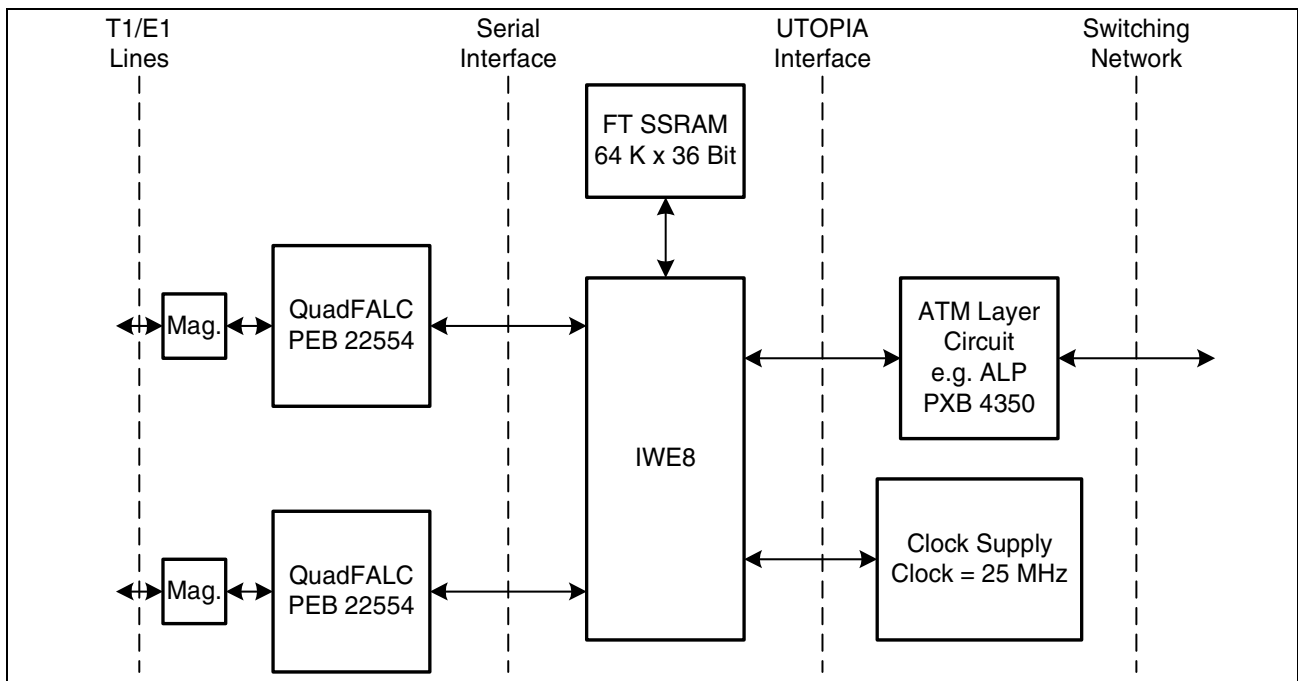 T1/E1
Lines
Serial
Interface
UTOPIA
Interface
Switching
Network
FT SSRAM
64 K x 36 Bit
Mag.
QuadFALC
PEB 22554
IWE8
ATM Layer
Circuit
e.g. ALP
PXB 4350
Mag.
QuadFALC
PEB 22554
Clock Supply
Clock = 25 MHz